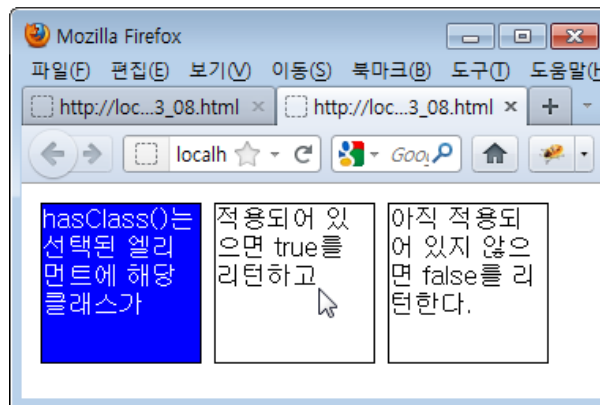 Mozilla Firefox
파일(F) 편집(E) 보기(V) 이동(S) 북마크(B) 도구(T) 도움말(H
http://loc...3_08.html × http://loc...3_08.html × +
localh Goo
hasClass()는
선택된 엘리
먼트에 해당
클래스가
적용되어 있
으면 true를
리턴하고
아직 적용되
어 있지 않으
면 false를 리
턴한다.